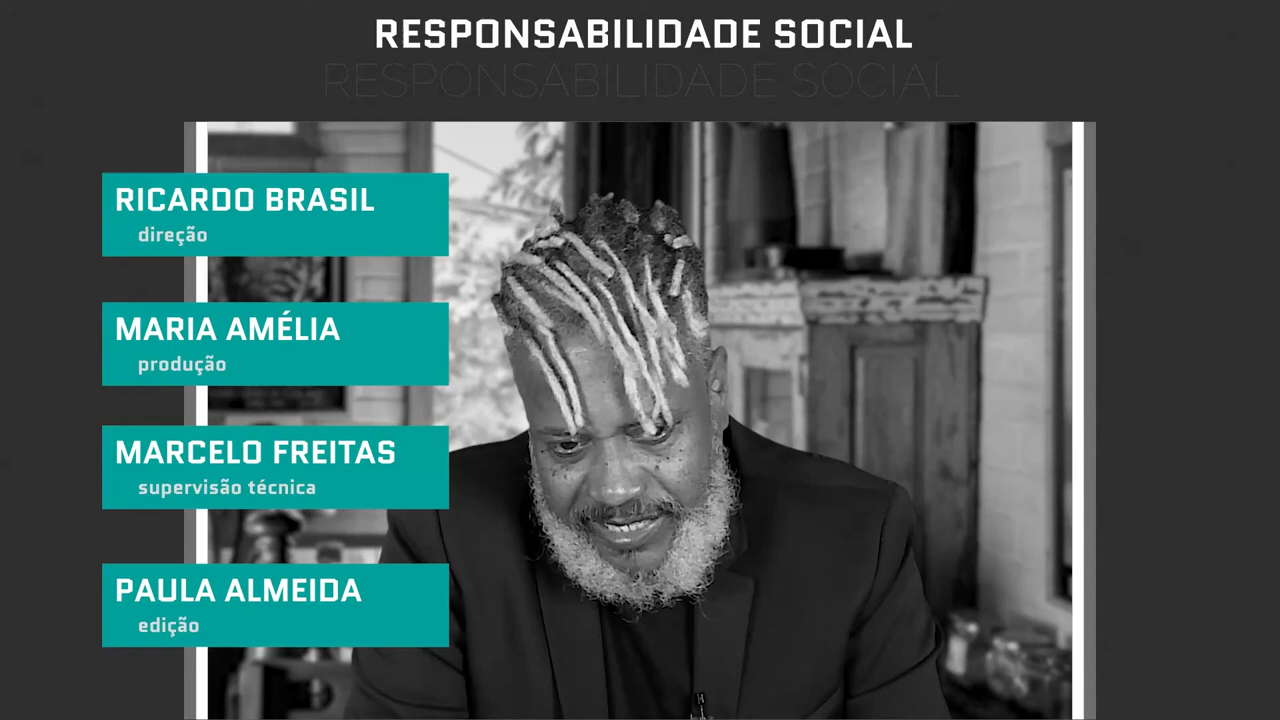 RESPONSABILIDADE SOCIAL
RESPONSABILIDADE SOCIAL
RICARDO BRASIL
direção
MARIA AMÉLIA
produção
MARCELO FREITAS
supervisão técnica
PAULA ALMEIDA
edição